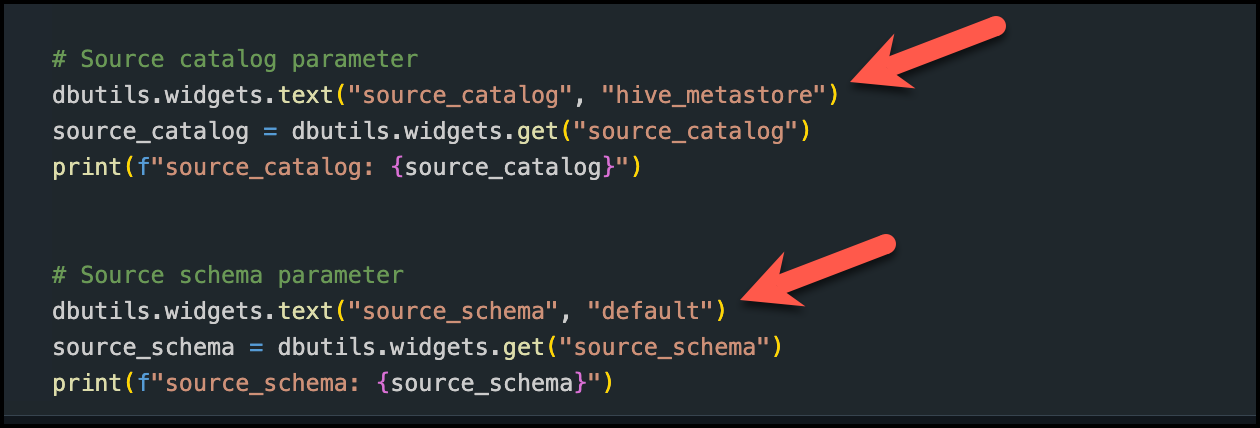 # Source catalog parameter
dbutils.widgets.text("source_catalog", "hive_metastore")
source_catalog = dbutils.widgets.get("source_catalog")
print(f"source_catalog: {source_catalog}")
# Source schema parameter
dbutils.widgets.text("source_schema", "default")
source_schema = dbutils.widgets.get("source_schema")
print(f"source_schema: {source_schema}")